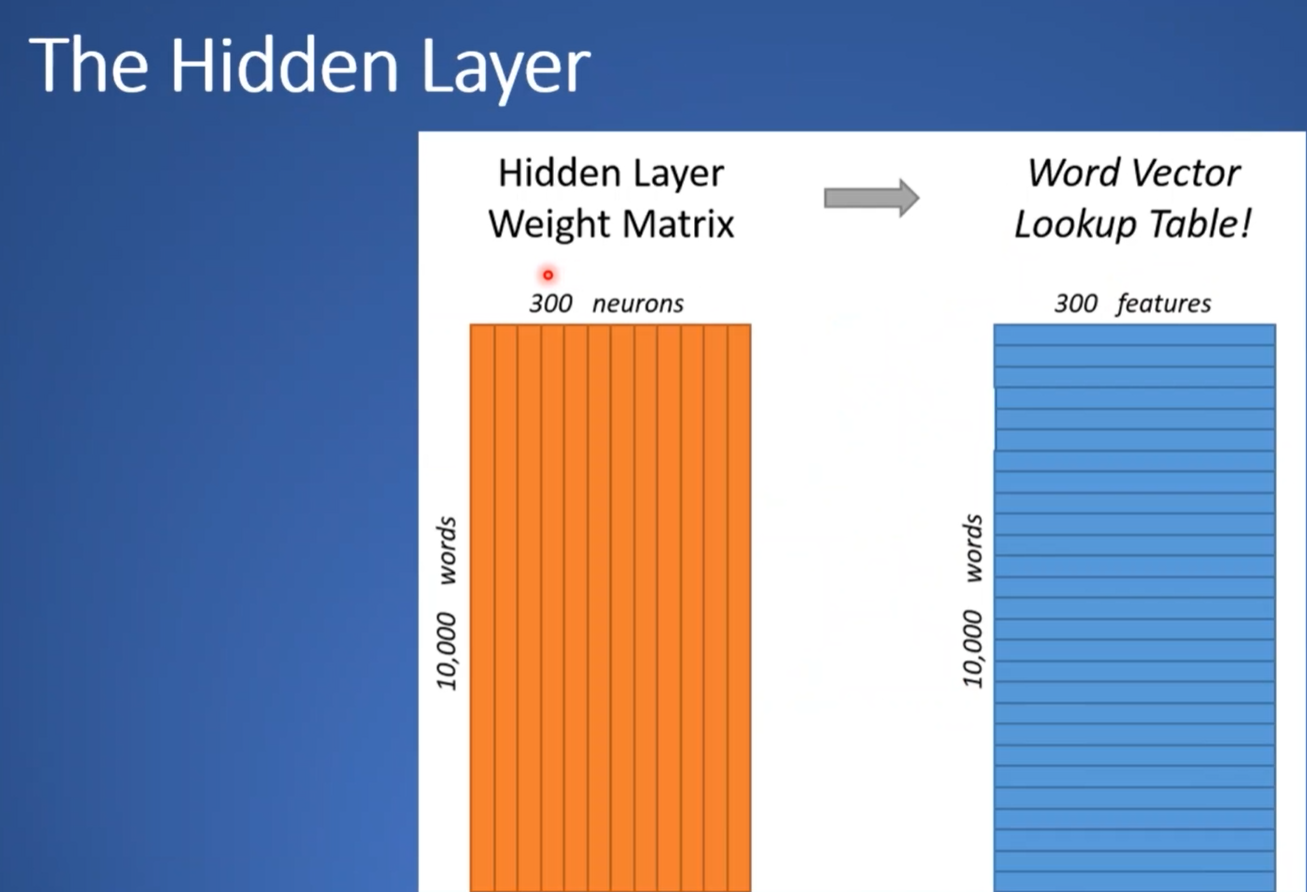 The Hidden Layer
Hidden Layer
Weight Matrix
Word Vector
Lookup Table!
300 neurons
300 features
10,000 words
10,000 words